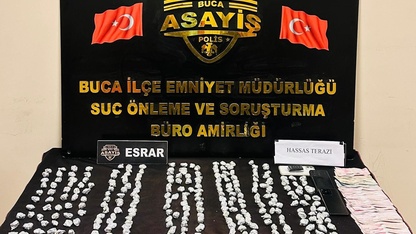 BUCA
ASAYİŞ
POLİS
BUCA İLÇE EMNİYET MÜDÜRLÜĞÜ
SUÇ ÖNLEME VE SORUŞTURMA
BÜRO AMİRLİĞİ
ASAYİŞ
ESRAR
HASSAS TERAZİ